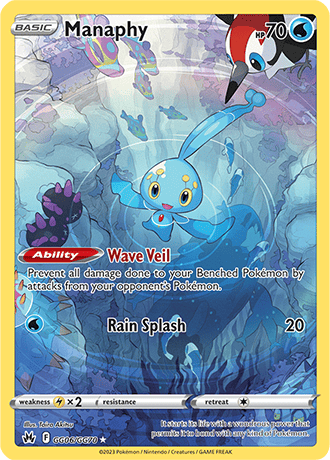 BASIC Manaphy HP 70
Ability Wave Veil
Prevent all damage done to your Benched Pokémon by
attacks from your opponent's Pokémon.
Rain Splash 20
weakness ×2 resistance retreat
Illus. Taira Akitsu
F GG06/GG70
It starts its life with a wondrous power that
permits it to bond with any kind of Pokémon.
©2023 Pokémon / Nintendo / Creatures / GAME FREAK